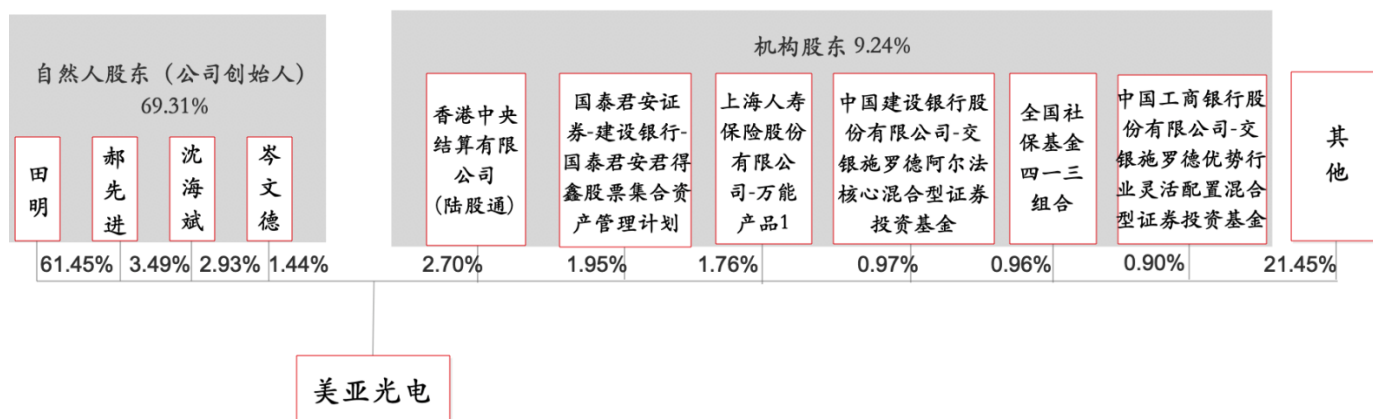 自然人股东（公司创始人）
69.31%
田
明
郝
先
进
沈
海
斌
岑
文
德
机构股东 9.24%
香港中央
结算有限
公司
(陆股通)
国泰君安证
券-建设银行-
国泰君安君得
鑫股票集合资
产管理计划
上海人寿
保险股份
有限公
司-万能
产品1
中国建设银行股
份有限公司-交
银施罗德阿尔法
核心混合型证券
投资基金
全国社
保基金
四一三
组合
中国工商银行股
份有限公司-交
银施罗德优势行
业灵活配置混合
型证券投资基金
其
他
61.45% 3.49% 2.93% 1.44% 2.70% 1.95% 1.76% 0.97% 0.96% 0.90% 21.45%
美亚光电